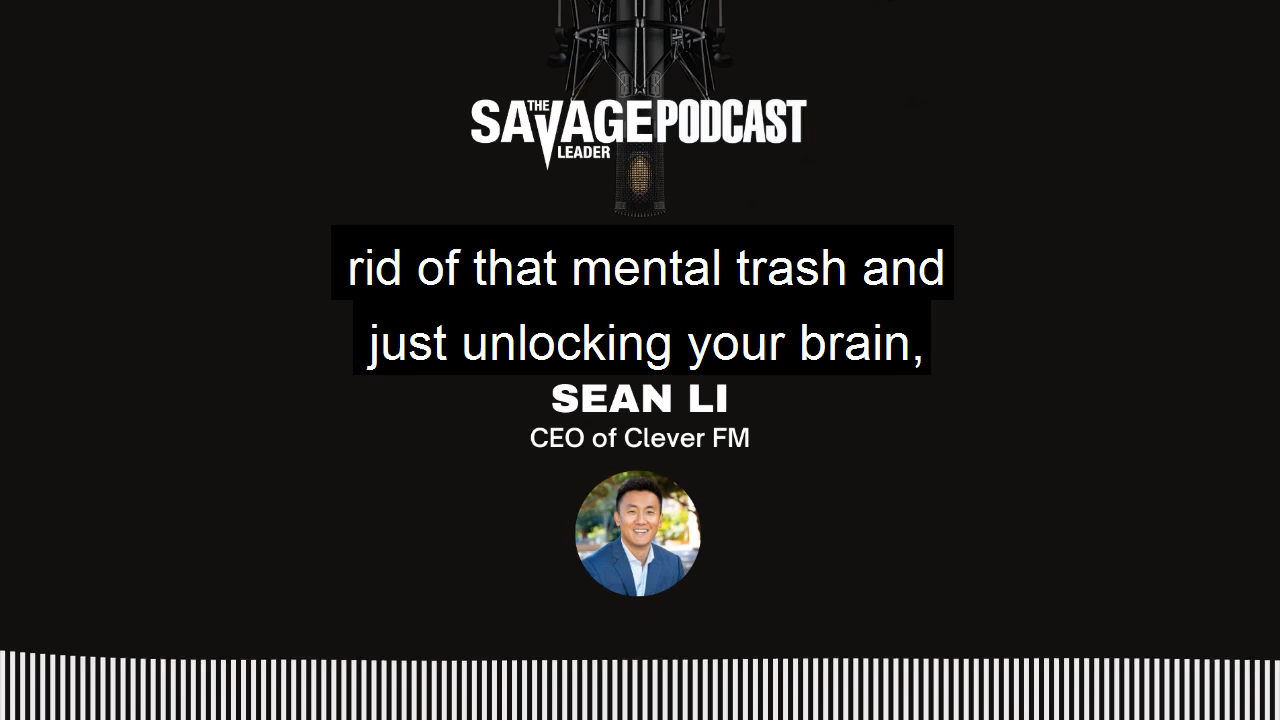 THE
SAVAGE PODCAST
LEADER
rid of that mental trash and
just unlocking your brain,
SEAN LI
CEO of Clever FM